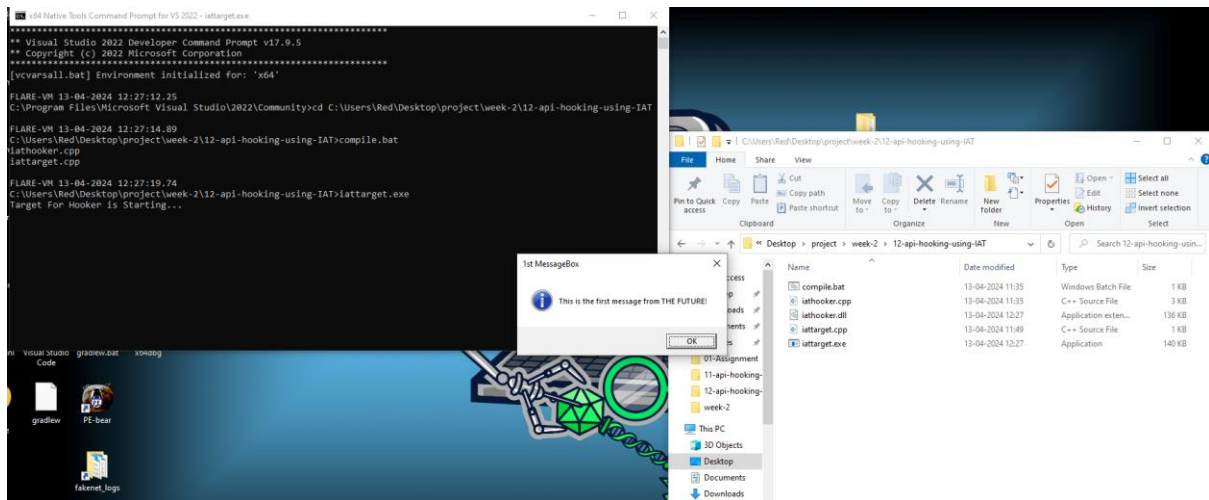 x64 Native Tools Command Prompt for VS 2022 - iattarget.exe
**********************************************************************
** Visual Studio 2022 Developer Command Prompt v17.9.5
** Copyright (c) 2022 Microsoft Corporation
**********************************************************************
[vcvarsall.bat] Environment initialized for: 'x64'
FLARE-VM 13-04-2024 12:27:12.25
C:\Program Files\Microsoft Visual Studio\2022\Community>cd C:\Users\Red\Desktop\project\week-2\12-api-hooking-using-IAT
FLARE-VM 13-04-2024 12:27:14.89
C:\Users\Red\Desktop\project\week-2\12-api-hooking-using-IAT>compile.bat
iathooker.cpp
iattarget.cpp
FLARE-VM 13-04-2024 12:27:19.74
C:\Users\Red\Desktop\project\week-2\12-api-hooking-using-IAT>iattarget.exe
Target For Hooker is Starting...
1st MessageBox
This is the first message from THE FUTURE!
OK
Visual Studio Code
gradlew.bat
x64dbg
gradlew
PE-bear
fakenet_logs
C:\Users\Red\Desktop\project\week-2\12-api-hooking-using-IAT
File Home Share View
Pin to Quick access
Copy
Paste
Cut
Copy path
Paste shortcut
Clipboard
Move to
Copy to
Delete
Rename
Organize
New folder
New
Properties
Open
Edit
History
Open
Select all
Select none
Invert selection
Select
« Desktop > project > week-2 > 12-api-hooking-using-IAT
Search 12-api-hooking-usin...
Name Date modified Type Size
compile.bat 13-04-2024 11:35 Windows Batch File 1 KB
iathooker.cpp 13-04-2024 11:35 C++ Source File 3 KB
iathooker.dll 13-04-2024 12:27 Application exten... 136 KB
iattarget.cpp 13-04-2024 11:49 C++ Source File 1 KB
iattarget.exe 13-04-2024 12:27 Application 140 KB
01-Assignment
11-api-hooking-
12-api-hooking-
week-2
This PC
3D Objects
Desktop
Documents
Downloads